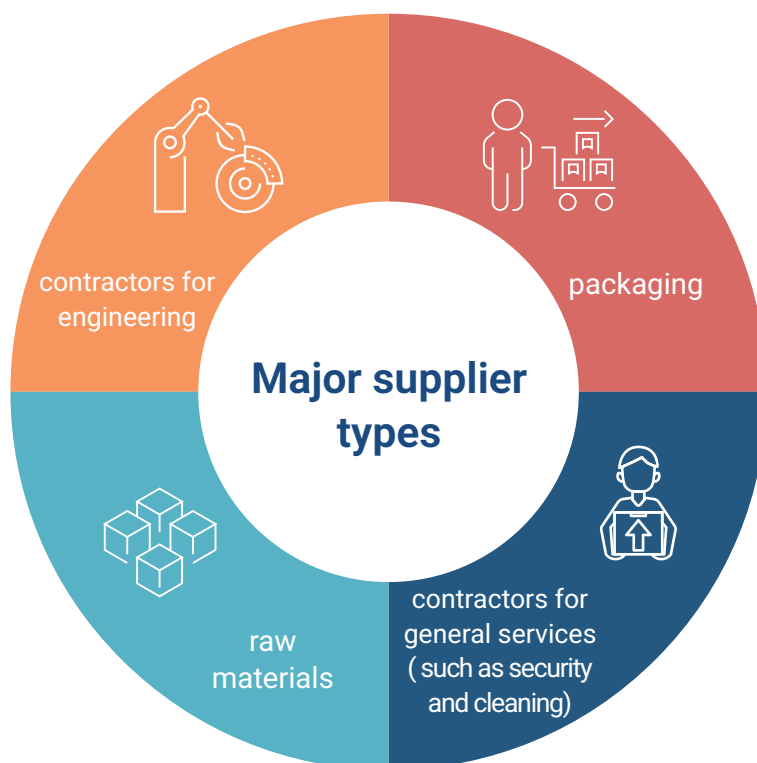 contractors for
engineering
packaging
Major supplier
types
raw
materials
contractors for
general services
( such as security
and cleaning)